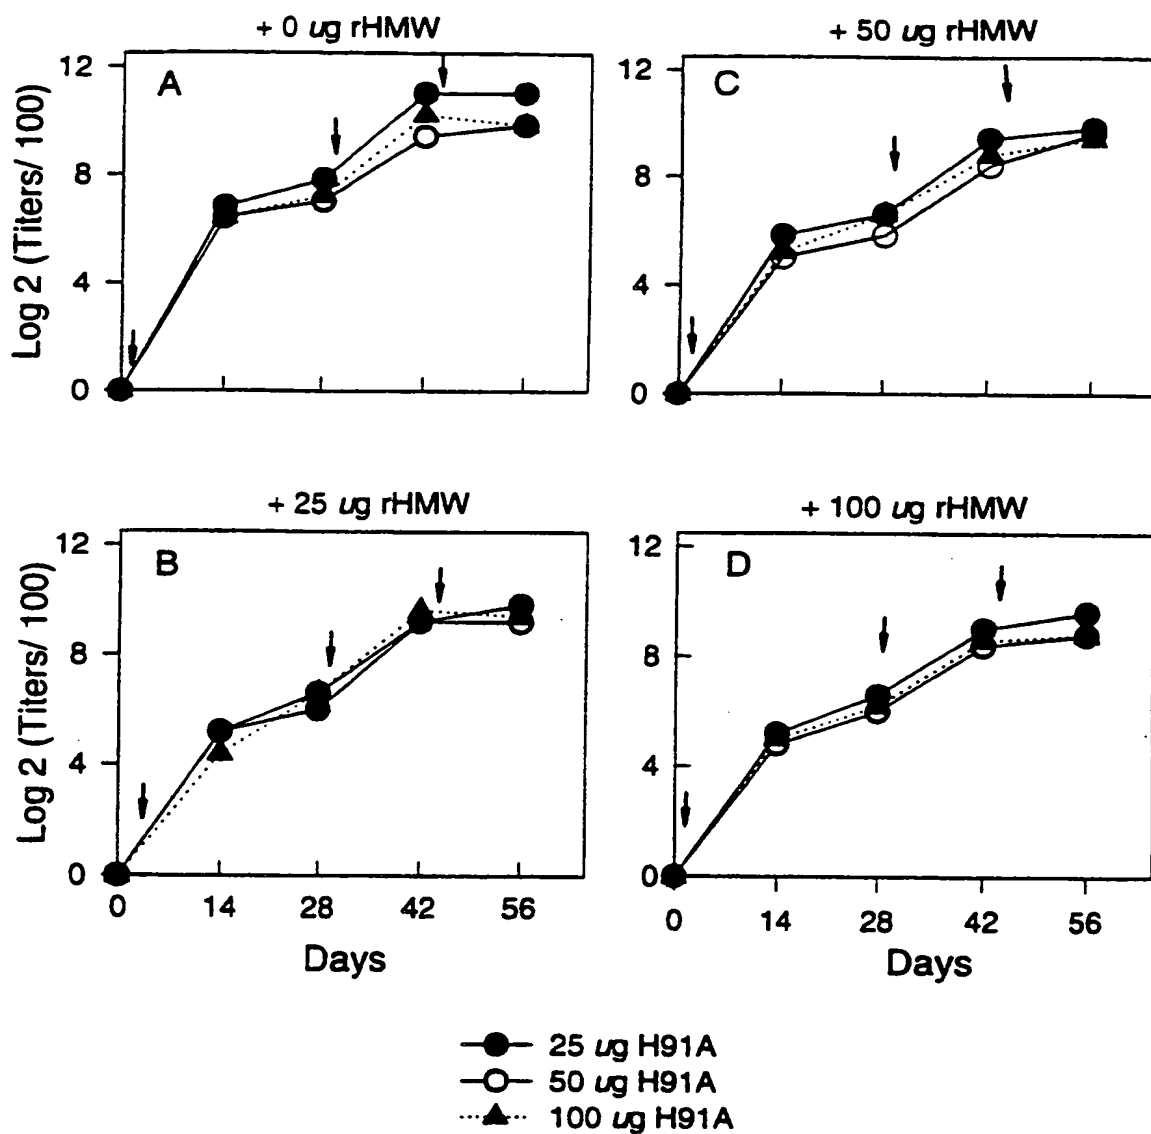 + 0 ug rHMW
A
12
8
4
0
Log 2 (Titers/ 100)
+ 50 ug rHMW
C
12
8
4
0
+ 25 ug rHMW
B
12
8
4
0
Log 2 (Titers/ 100)
0 14 28 42 56
Days
+ 100 ug rHMW
D
12
8
4
0
0 14 28 42 56
Days
25 ug H91A
50 ug H91A
100 ug H91A